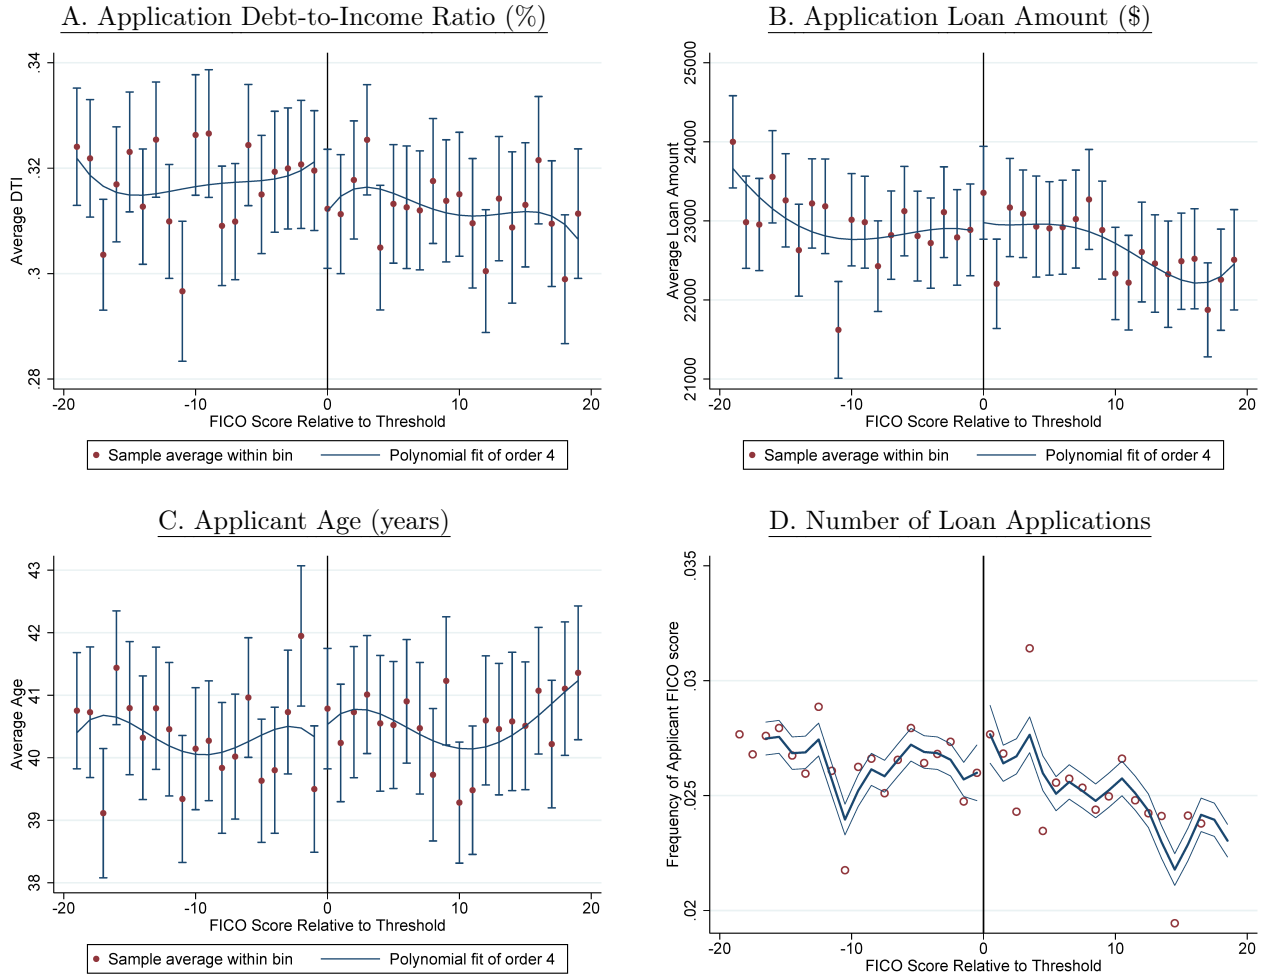 A. Application Debt-to-Income Ratio (%)
Average DTI
.34
.32
.3
.28
-20 -10 0 10 20
FICO Score Relative to Threshold
Sample average within bin Polynomial fit of order 4
B. Application Loan Amount ($)
Average Loan Amount
25000
24000
23000
22000
21000
-20 -10 0 10 20
FICO Score Relative to Threshold
Sample average within bin Polynomial fit of order 4
C. Applicant Age (years)
Average Age
43
42
41
40
39
38
-20 -10 0 10 20
FICO Score Relative to Threshold
Sample average within bin Polynomial fit of order 4
D. Number of Loan Applications
Frequency of Applicant FICO score
.035
.03
.025
.02
-20 -10 0 10 20
FICO Score Relative to Threshold